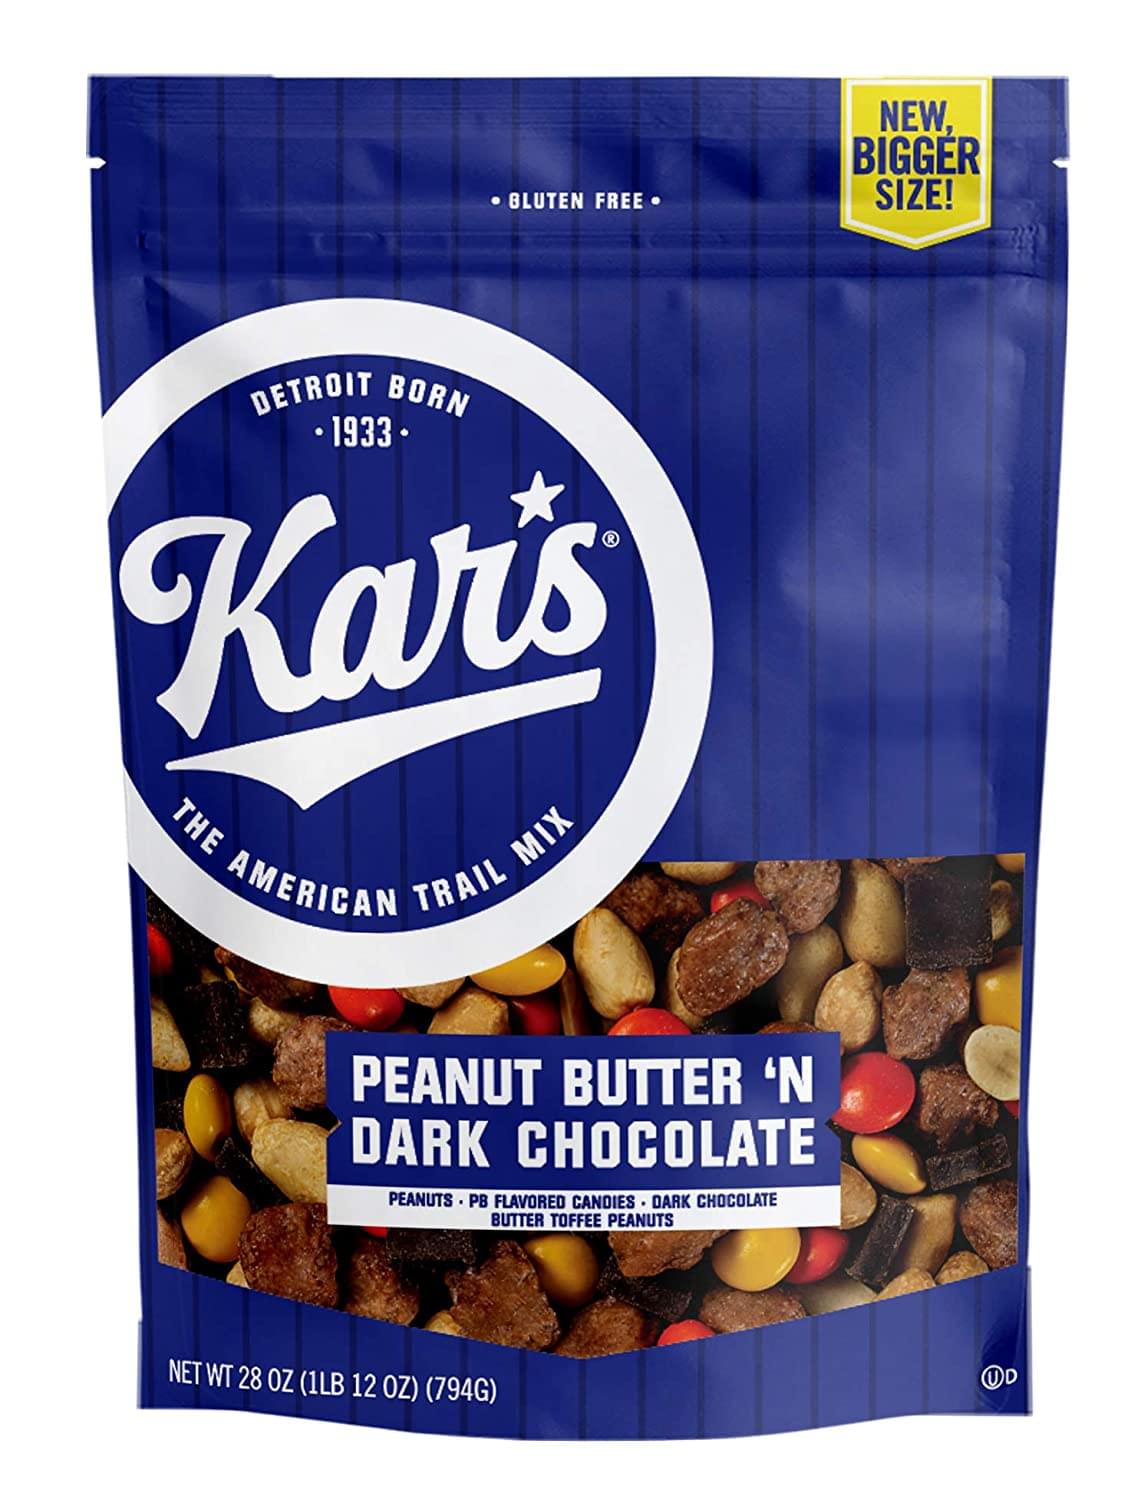 NEW,
BIGGER
SIZE!
• GLUTEN FREE •
DETROIT BORN
• 1933 •
Kar's®
THE AMERICAN TRAIL MIX
PEANUT BUTTER ‘N
DARK CHOCOLATE
PEANUTS • PB FLAVORED CANDIES • DARK CHOCOLATE
BUTTER TOFFEE PEANUTS
NET WT 28 OZ (1LB 12 OZ) (794G)
UD